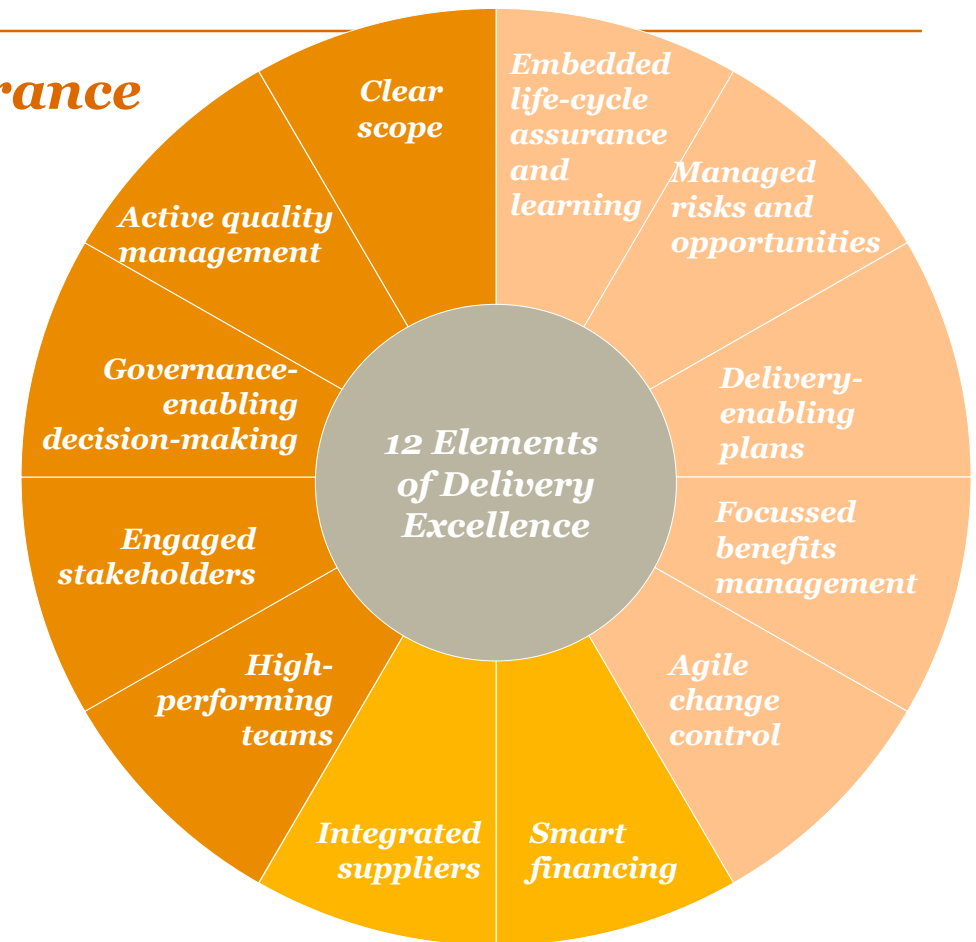 rance
Clear
scope
Embedded
life-cycle
assurance
and
learning
Managed
risks and
opportunities
Delivery-
enabling
plans
Focussed
benefits
management
Agile
change
control
Smart
financing
Integrated
suppliers
High-
performing
teams
Engaged
stakeholders
Governance-
enabling
decision-making
Active quality
management
12 Elements
of Delivery
Excellence